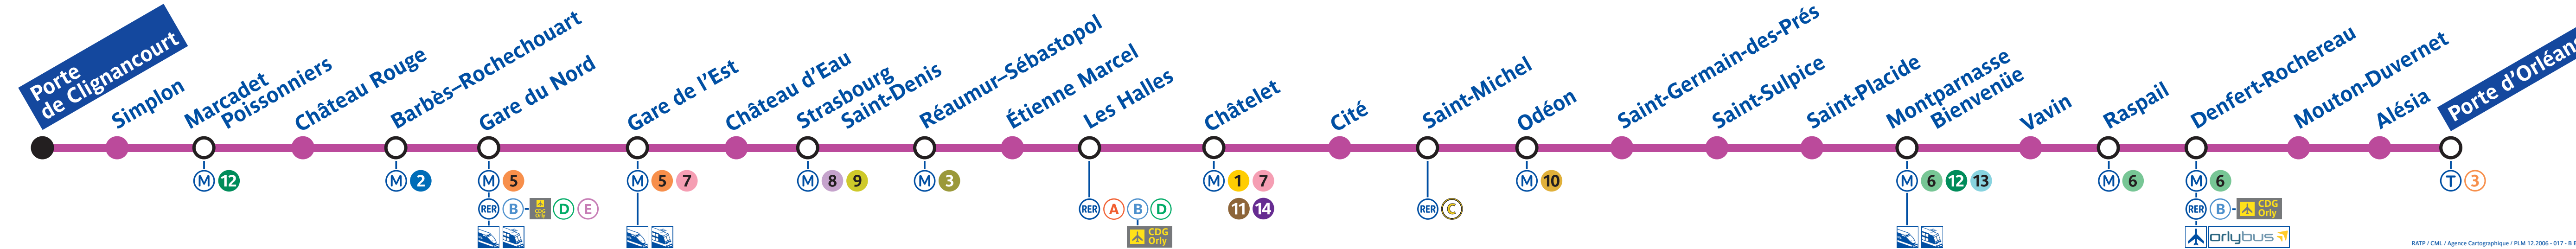 Porte
de Clignancourt
Simplon
Marcadet
Poissonniers
Château Rouge
Barbès–Rochechouart
Gare du Nord
Gare de l’Est
Château d’Eau
Strasbourg
Saint-Denis
Réaumur–Sébastopol
Étienne Marcel
Les Halles
Châtelet
Cité
Saint-Michel
Odéon
Saint-Germain-des-Prés
Saint-Sulpice
Saint-Placide
Montparnasse
Bienvenüe
Vavin
Raspail
Denfert-Rochereau
Mouton-Duvernet
Alésia
Porte d’Orléans
M 12
M 2
M 5
RER B - CDG Orly D E
M 5 7
M 8 9
M 3
RER A B D
CDG
Orly
M 1 7
11 14
RER C
M 10
M 6 12 13
M 6
M 6
RER B - CDG
Orly
orlybus
T 3
RATP / CML / Agence Cartographique / PLM 12.2006 - 017 - B